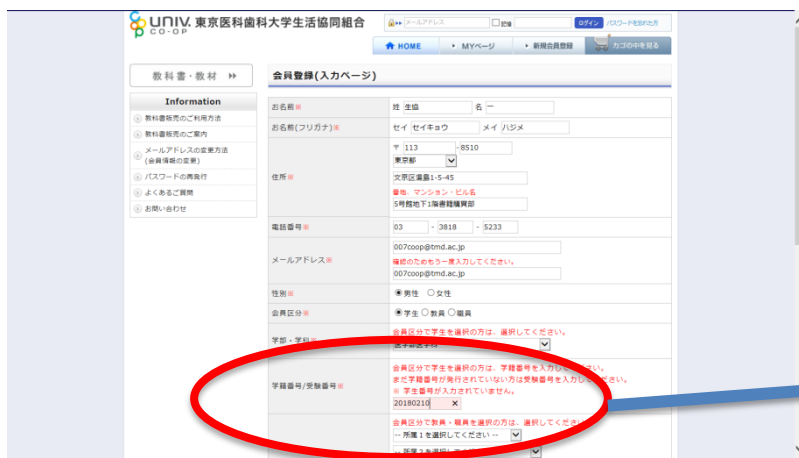 UNIV. 東京医科歯科大学生活協同組合
CO-OP
メールアドレス 記憶 ログイン パスワードを忘れた方
HOME MYページ 新規会員登録 カゴの中を見る
教科書・教材
会員登録(入力ページ)
Information
教科書販売のご利用方法
教科書販売のご案内
メールアドレスの変更方法
(会員情報の変更)
パスワードの再発行
よくあるご質問
お問い合わせ
お名前※ 姓 生協 名 一
お名前(フリガナ)※ セイ セイキョウ メイ ハジメ
住所※
〒 113 -8510
東京都
文京区湯島1-5-45
番地、マンション・ビル名
5号館地下1階書籍購買部
電話番号※ 03 - 3818 - 5233
メールアドレス※
007coop@tmd.ac.jp
確認のためもう一度入力してください。
007coop@tmd.ac.jp
性別※ 男性 女性
会員区分※ 学生 教員 職員
学部・学科※
会員区分で学生を選択の方は、選択してください。
医学部医学科
学籍番号/受験番号※
会員区分で学生を選択の方は、学籍番号を入力してください。
まだ学籍番号が発行されていない方は受験番号を入力してください。
※ 学生番号が入力されていません。
20180210 ×
会員区分で教員・職員を選択の方は、選択してください
-- 所属1を選択してください --
-- 所属2を選択してください --